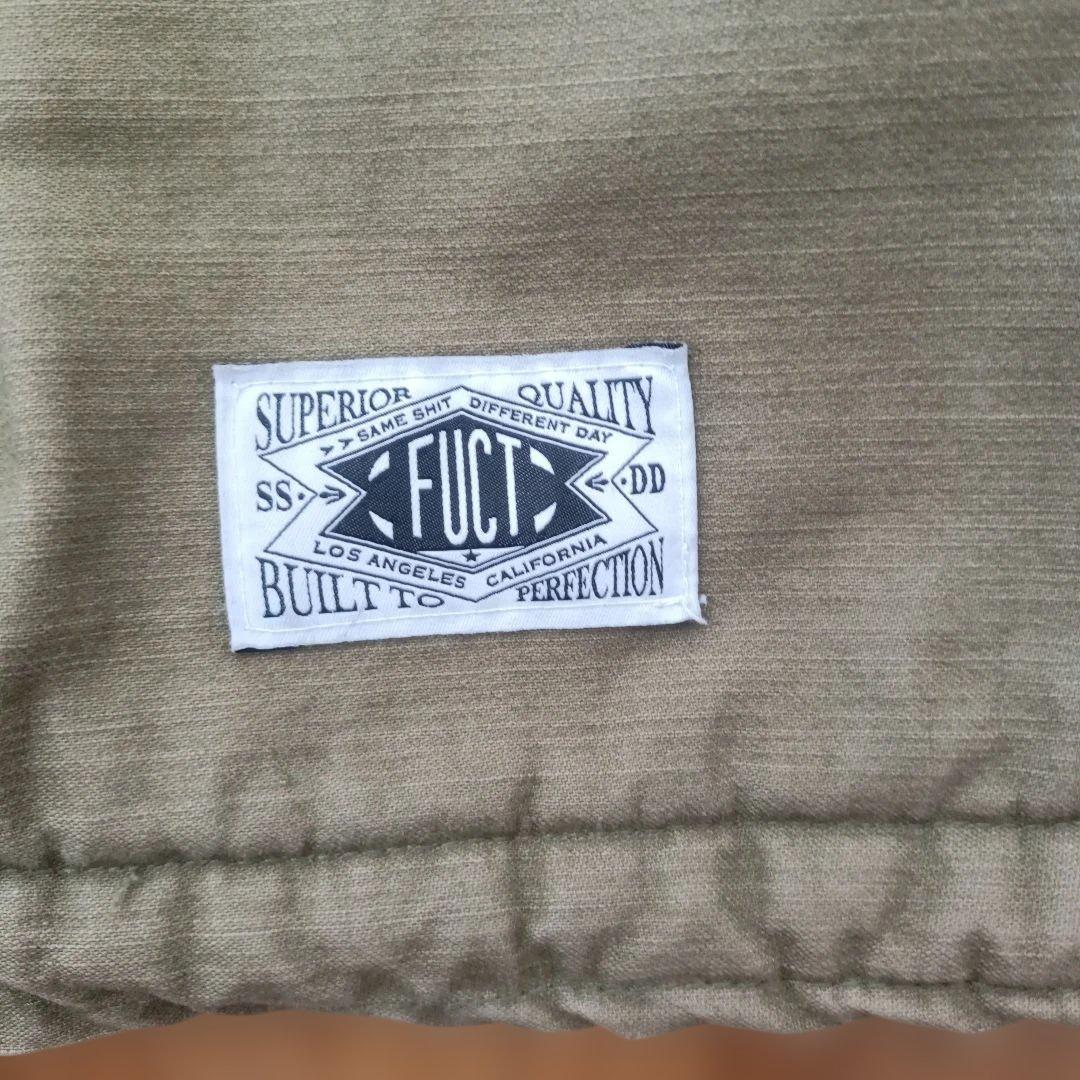 SUPERIOR QUALITY
>> SAME SHIT DIFFERENT DAY
SS· FUCT ·DD
LOS ANGELES ★ CALIFORNIA
BUILT TO PERFECTION